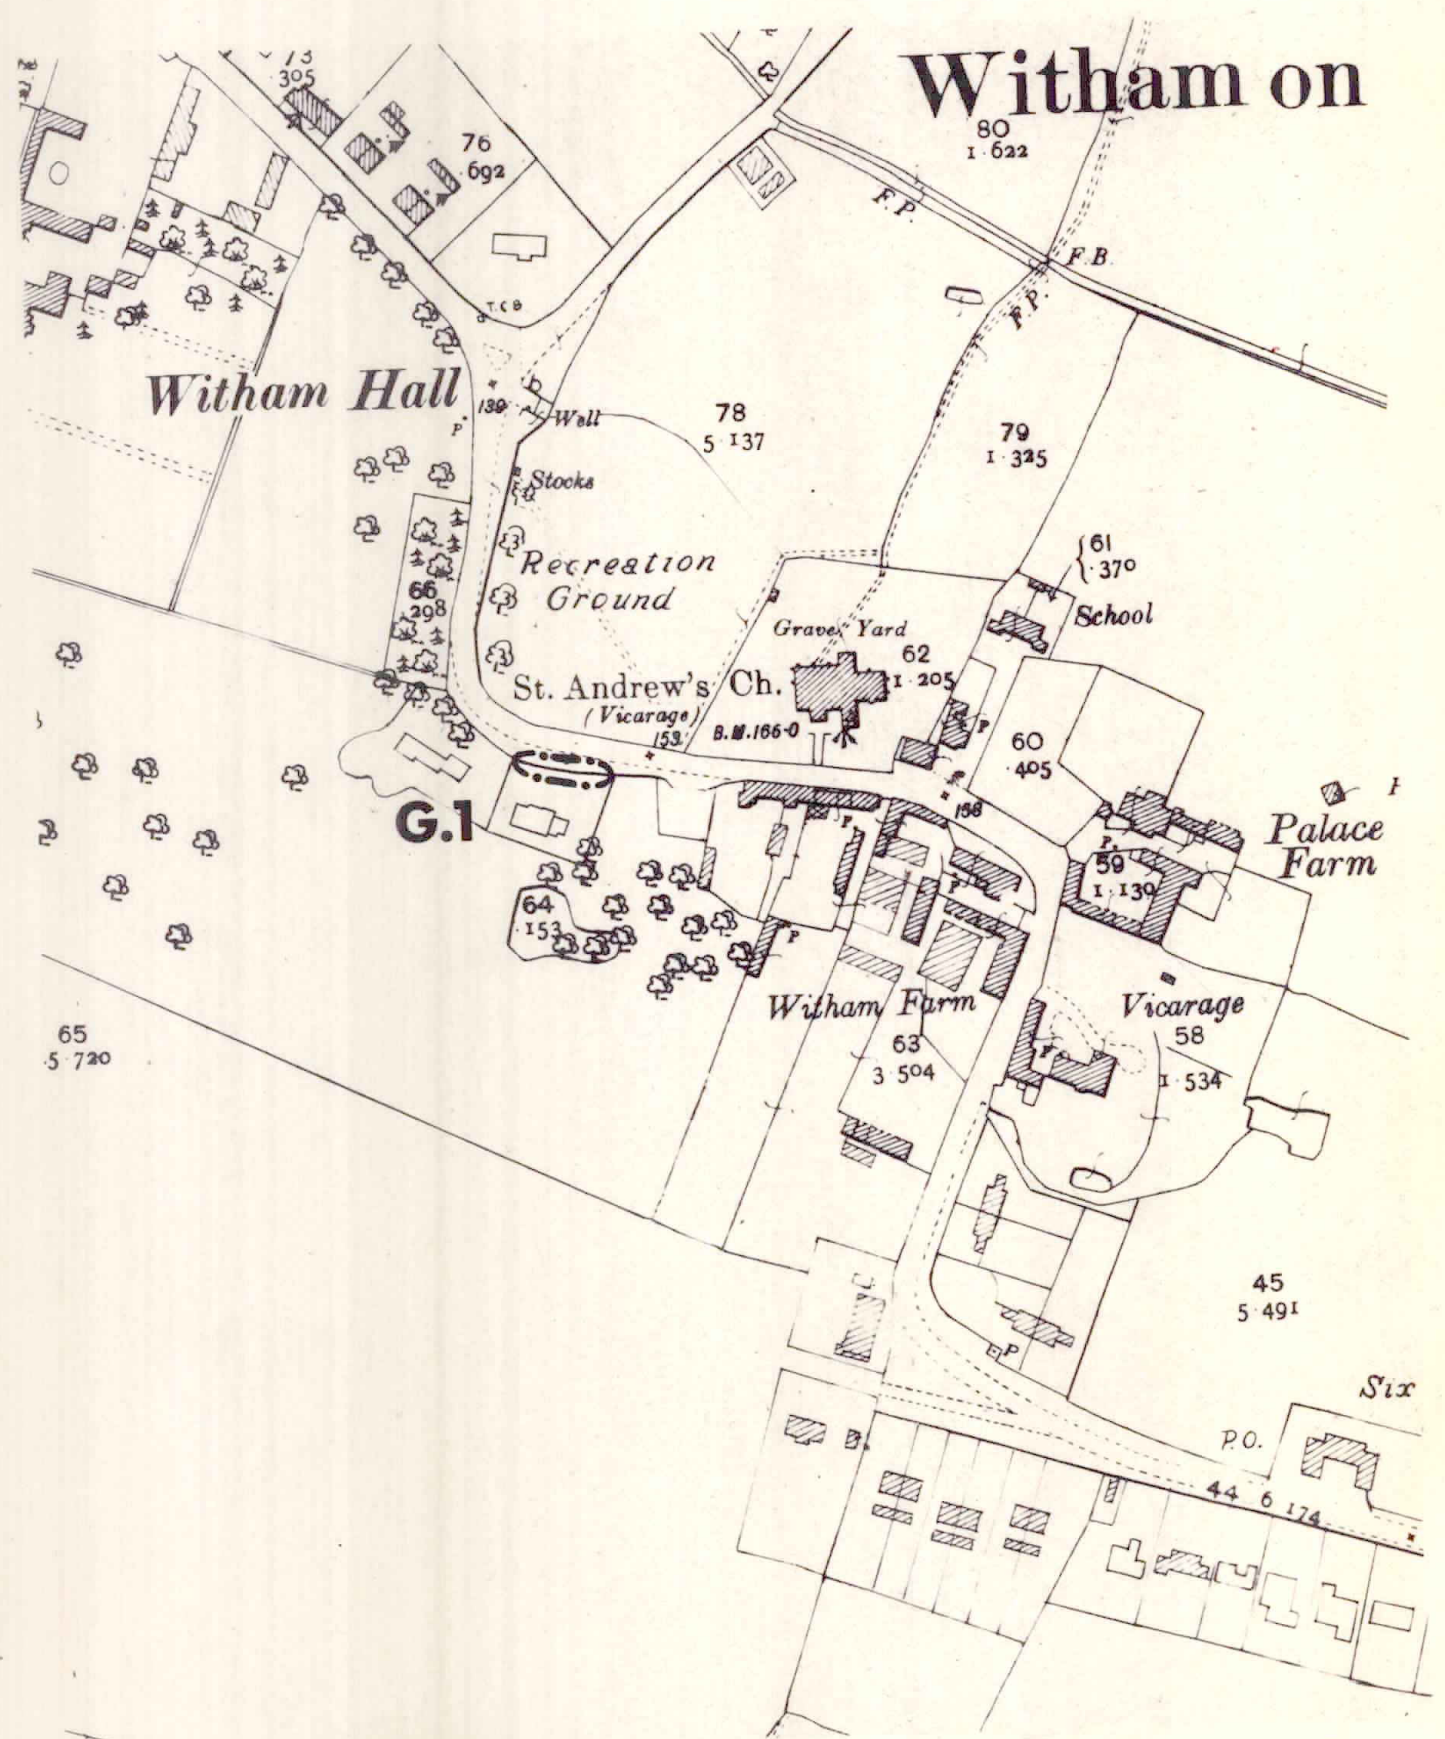 Witham on
73
305
76
.692
80
1.622
F.P.
F.B.
F.P.
T.C.B
Witham Hall
139
P
Well
78
5.137
79
1.325
Stocks
Recreation
Ground
61
.370
School
66
.298
Grave Yard
62
1.205
St. Andrew's Ch.
(Vicarage)
153
B.M.166.0
P
60
.405
G.1
158
P
Palace
Farm
P.
59
1.139
P
64
.153
P
Witham Farm
Vicarage
58
1.534
65
5.720
63
3.504
P
45
5.491
P
Six
P.O.
44 6.174